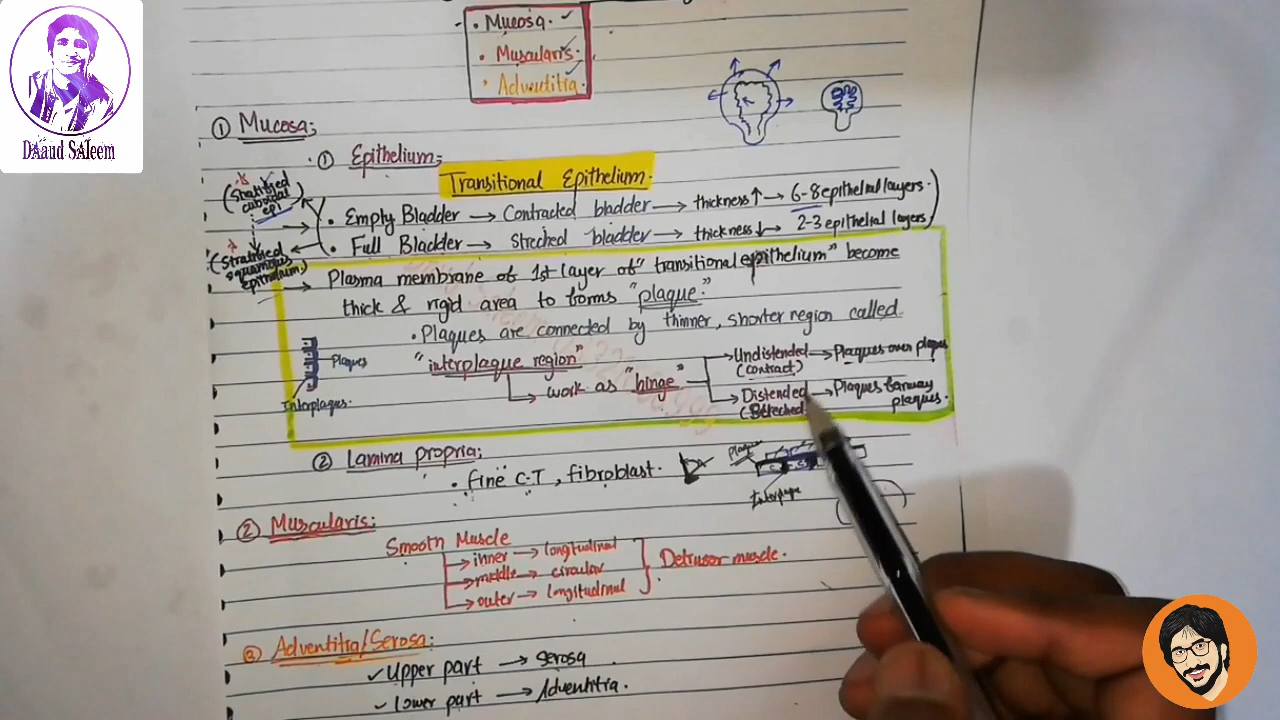 DAaud SAleem
• Mucosa.
• Muscularis.
• Adventitia.
① Mucosa:
① Epithelium:
Transitional Epithelium.
(Stratified cuboidal epi)
• Empty Bladder → Contracted bladder → thickness↑ → 6-8 epithelial layers.
• Full Bladder → Streched bladder → thickness↓ → 2-3 epithelial layers
(Stratified squamous epithelium)
→ Plasma membrane of 1st layer of "transitional epithelium" become
thick & rigid area to forms "plaque."
• Plaques are connected by thinner, shorter region called
"interplaque region"
→ work as "hinge"
Undistended → Plaques over plaques
(contract)
Distended → Plaques
plaques.
Plaques
Interplaques.
② Lamina propria:
• fine C.T, fibroblast.
plaque
② Muscularis:
Smooth Muscle
→ inner → longitudinal
→ middle → circular
→ outer → longitudinal
Detrusor muscle.
③ Adventitia/Serosa:
✓ Upper part → serosa
✓ Lower part → Adventitia.